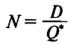 N = D / Q*